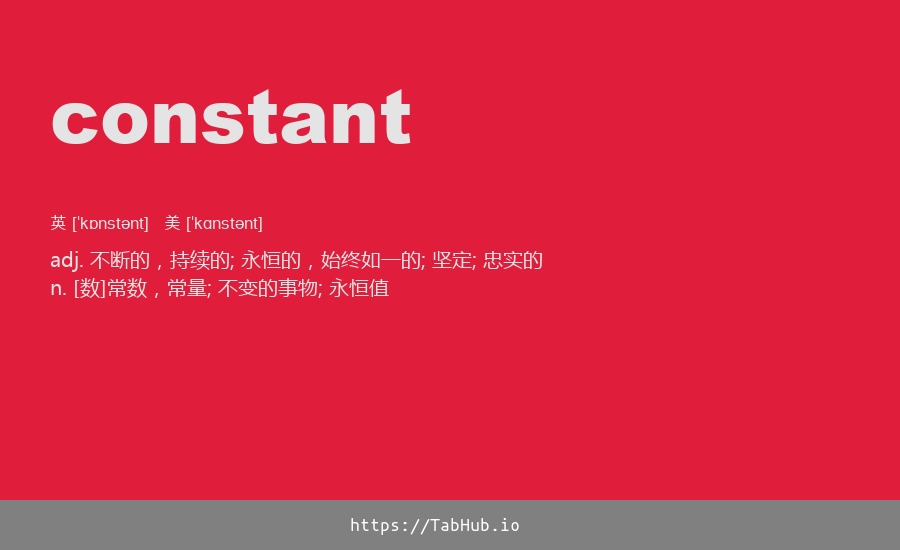 constant
英 [ˈkɒnstənt]   美 [ˈkɑnstənt]
adj. 不断的，持续的; 永恒的，始终如一的; 坚定; 忠实的
n. [数]常数，常量; 不变的事物; 永恒值
https://TabHub.io